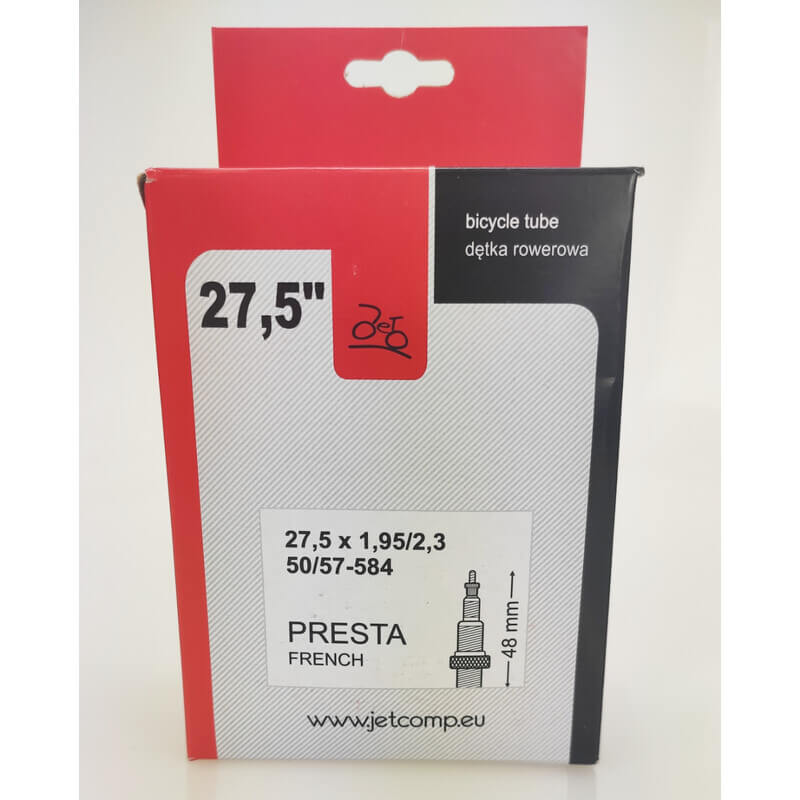 bicycle tube
dętka rowerowa
27,5"
Jet
27,5 x 1,95/2,3
50/57-584
PRESTA
FRENCH
48 mm
www.jetcomp.eu